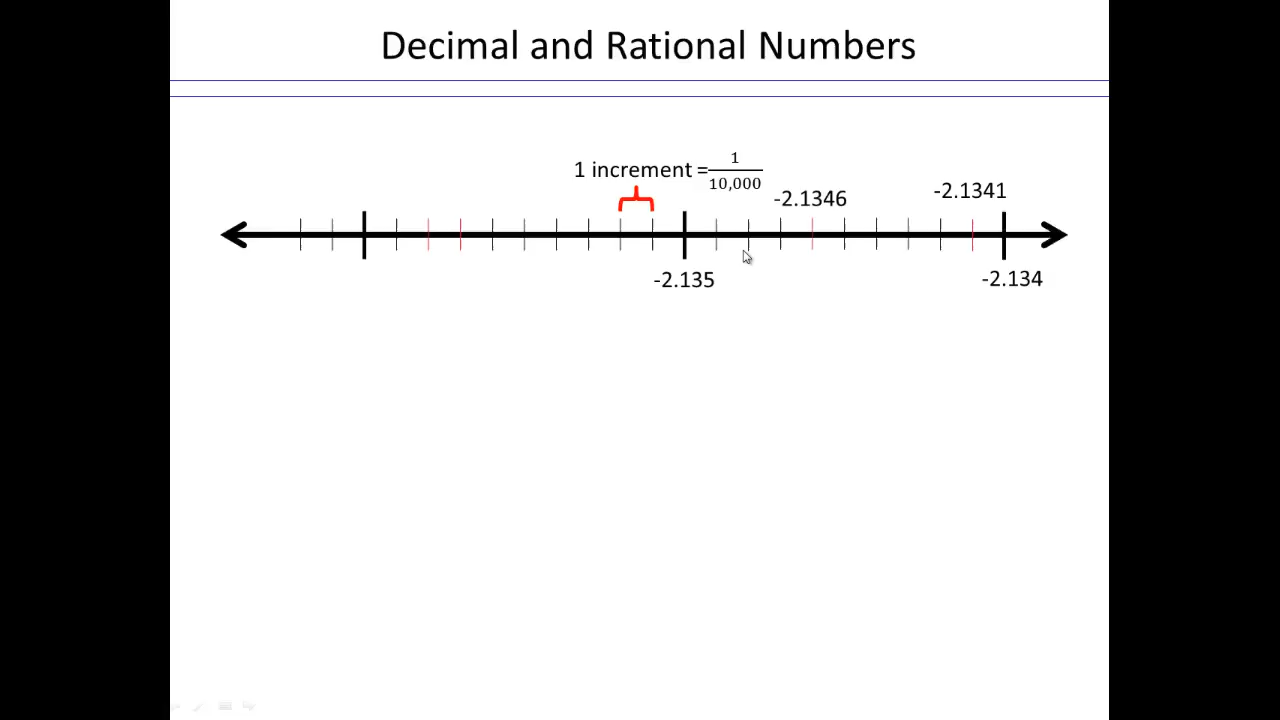 Decimal and Rational Numbers
1 increment = 1/10,000
-2.1346
-2.1341
-2.135
-2.134